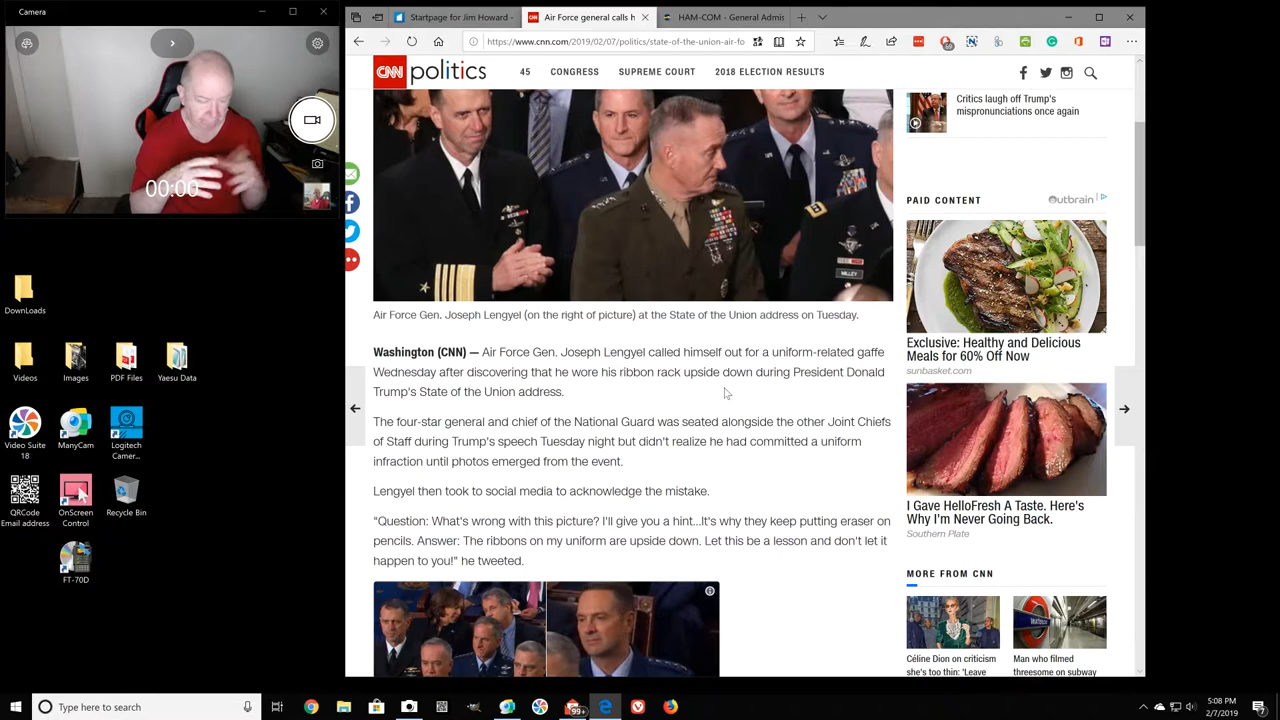 Camera
Startpage for Jim Howard -
Air Force general calls h
HAM-COM - General Admis
https://www.cnn.com/2019/02/07/politics/state-of-the-union-air-fo
69
CNN politics
45
CONGRESS
SUPREME COURT
2018 ELECTION RESULTS
00:00
Critics laugh off Trump's
mispronunciations once again
PAID CONTENT
Outbrain
MILLEY
Air Force Gen. Joseph Lengyel (on the right of picture) at the State of the Union address on Tuesday.
Washington (CNN) — Air Force Gen. Joseph Lengyel called himself out for a uniform-related gaffe
Wednesday after discovering that he wore his ribbon rack upside down during President Donald
Trump's State of the Union address.
The four-star general and chief of the National Guard was seated alongside the other Joint Chiefs
of Staff during Trump's speech Tuesday night but didn't realize he had committed a uniform
infraction until photos emerged from the event.
Lengyel then took to social media to acknowledge the mistake.
"Question: What's wrong with this picture? I'll give you a hint...It's why they keep putting eraser on
pencils. Answer: The ribbons on my uniform are upside down. Let this be a lesson and don't let it
happen to you!" he tweeted.
Exclusive: Healthy and Delicious
Meals for 60% Off Now
sunbasket.com
I Gave HelloFresh A Taste. Here's
Why I'm Never Going Back.
Southern Plate
MORE FROM CNN
Céline Dion on criticism
she's too thin: 'Leave
Man who filmed
threesome on subway
DownLoads
Videos
Images
PDF Files
Yaesu Data
Video Suite
18
ManyCam
Logitech
Camer...
QRCode
Email address
OnScreen
Control
Recycle Bin
FT-70D
Type here to search
99+
5:08 PM
2/7/2019
7